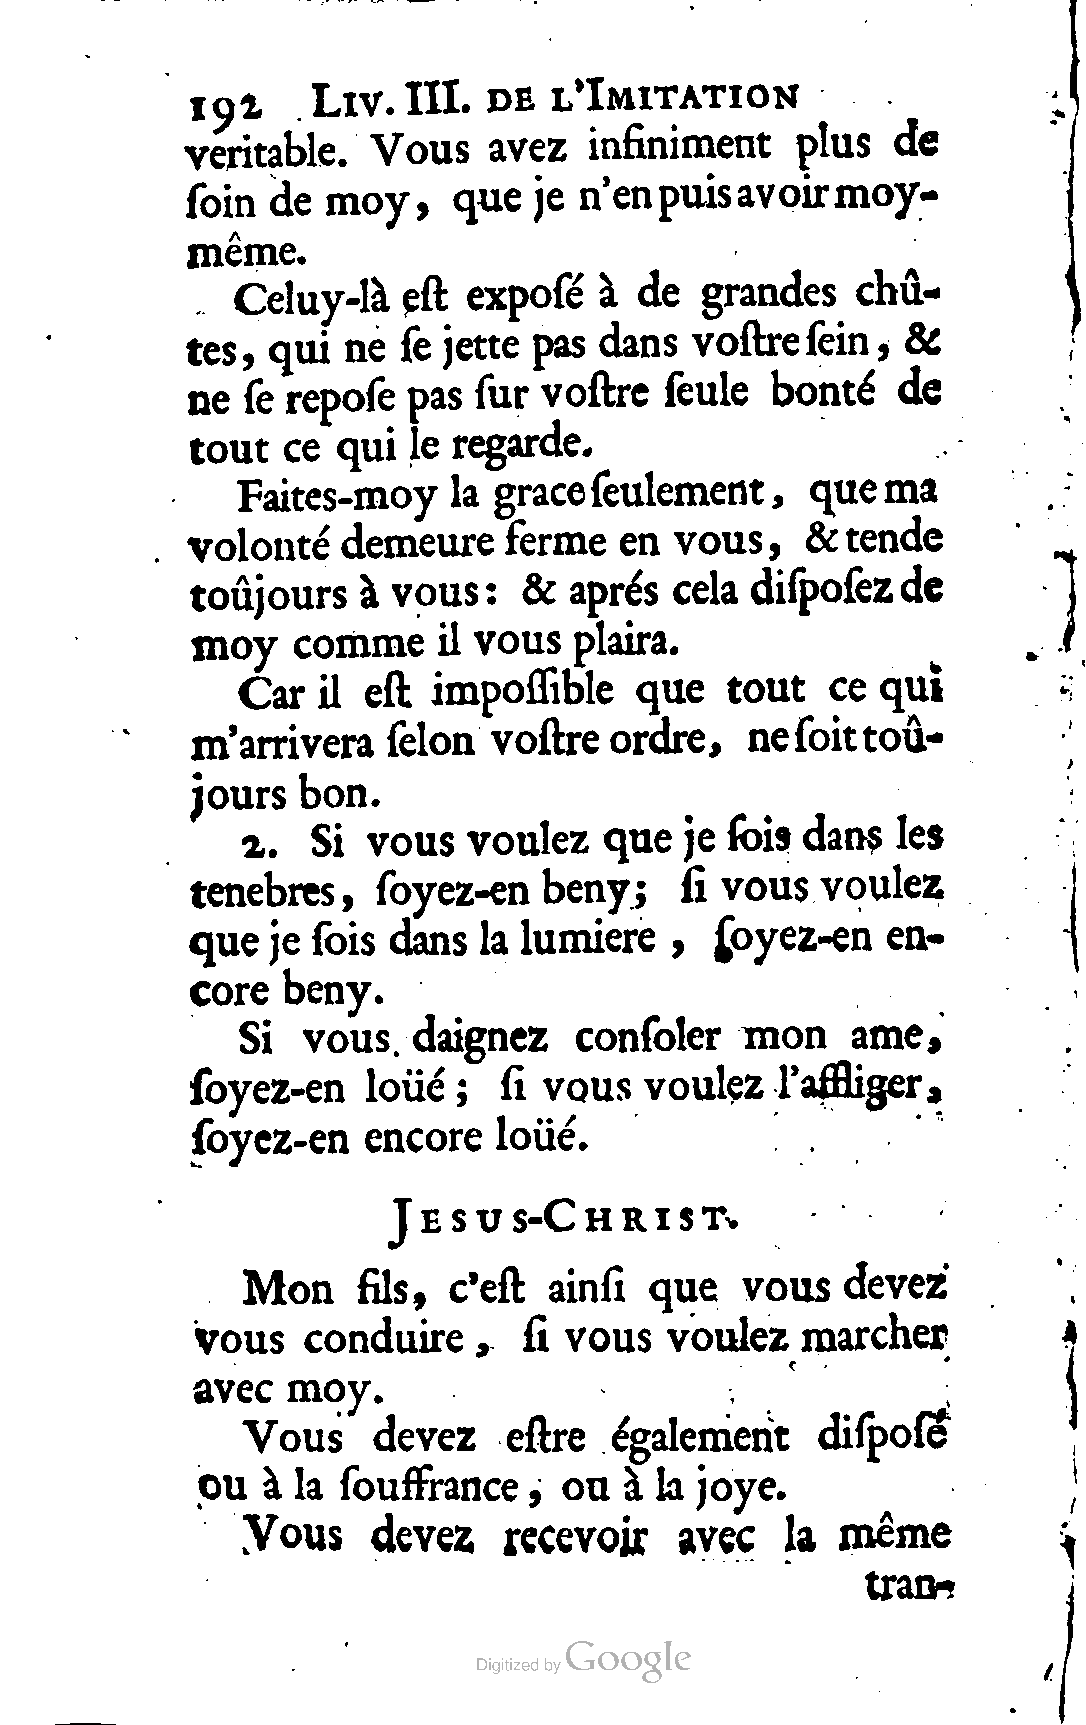 192 LIV. III. DE L'IMITATION
veritable. Vous avez infiniment plus de
ſoin de moy, que je n'en puis avoir moy-
même.
Celuy-là eſt expoſé à de grandes chû-
tes, qui ne ſe jette pas dans voſtre ſein, &
ne ſe repoſe pas ſur voſtre ſeule bonté de
tout ce qui le regarde.
Faites-moy la grace ſeulement, que ma
volonté demeure ferme en vous, & tende
toûjours à vous: & aprés cela diſpoſez de
moy comme il vous plaira.
Car il eſt impoſſible que tout ce qui
m'arrivera ſelon voſtre ordre, ne ſoit toû-
jours bon.
2. Si vous voulez que je ſois dans les
tenebres, ſoyez-en beny; ſi vous voulez
que je ſois dans la lumiere, ſoyez-en en-
core beny.
Si vous daignez conſoler mon ame,
ſoyez-en loüé; ſi vous voulez l'affliger,
ſoyez-en encore loüé.
JESUS-CHRIST.
Mon fils, c'eſt ainſi que vous devez
vous conduire, ſi vous voulez marcher
avec moy.
Vous devez eſtre également diſpoſé
ou à la ſouffrance, ou à la joye.
Vous devez recevoir avec la même
tran-
Digitized by Google